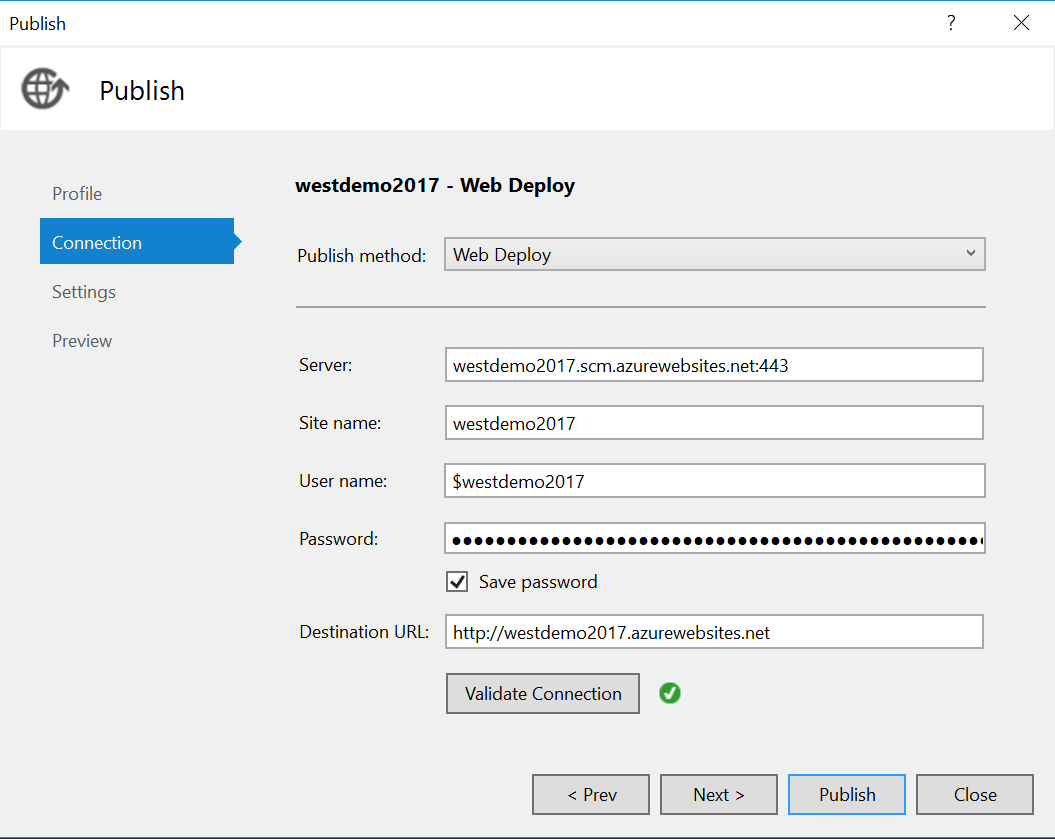 Publish
?
Publish
Profile
Connection
Settings
Preview
westdemo2017 - Web Deploy
Publish method: Web Deploy
Server: westdemo2017.scm.azurewebsites.net:443
Site name: westdemo2017
User name: $westdemo2017
Password: ●●●●●●●●●●●●●●●●●●●●●●●●●●●●●●●●●●●●●●●●●●●●●●●●●
Save password
Destination URL: http://westdemo2017.azurewebsites.net
Validate Connection
< Prev Next > Publish Close